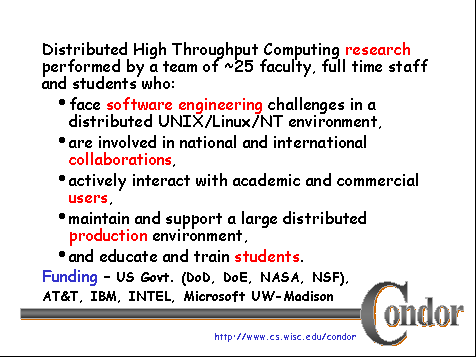 Distributed High Throughput Computing research
performed by a team of ~25 faculty, full time staff
and students who:
• face software engineering challenges in a
distributed UNIX/Linux/NT environment,
• are involved in national and international
collaborations,
• actively interact with academic and commercial
users,
• maintain and support a large distributed
production environment,
• and educate and train students.
Funding – US Govt. (DoD, DoE, NASA, NSF),
AT&T, IBM, INTEL, Microsoft UW-Madison
Condor
http://www.cs.wisc.edu/condor